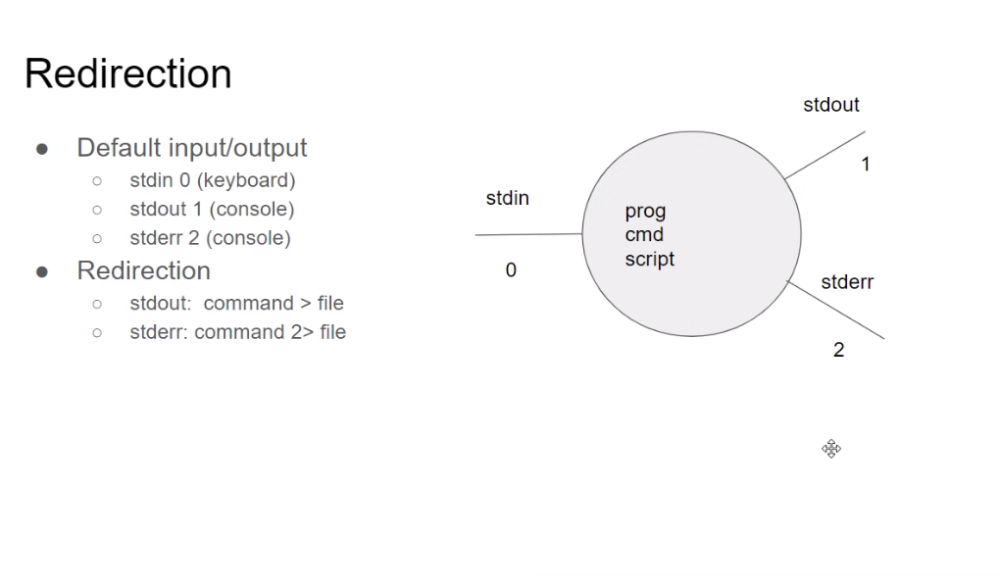 Redirection
● Default input/output
○ stdin 0 (keyboard)
○ stdout 1 (console)
○ stderr 2 (console)
● Redirection
○ stdout:  command > file
○ stderr: command 2> file
stdin
0
prog
cmd
script
stdout
1
stderr
2